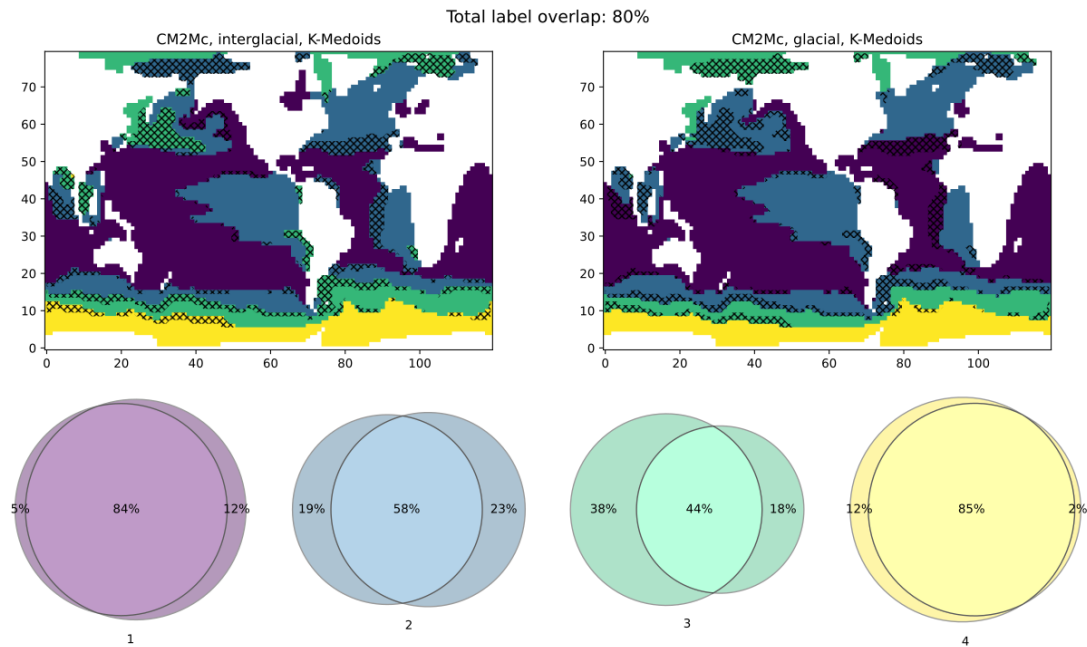 Total label overlap: 80%
CM2Mc, interglacial, K-Medoids
CM2Mc, glacial, K-Medoids
70
60
50
40
30
20
10
0
0 20 40 60 80 100
70
60
50
40
30
20
10
0
0 20 40 60 80 100
5% 84% 12%
19% 58% 23%
38% 44% 18%
12% 85% 2%
1
2
3
4